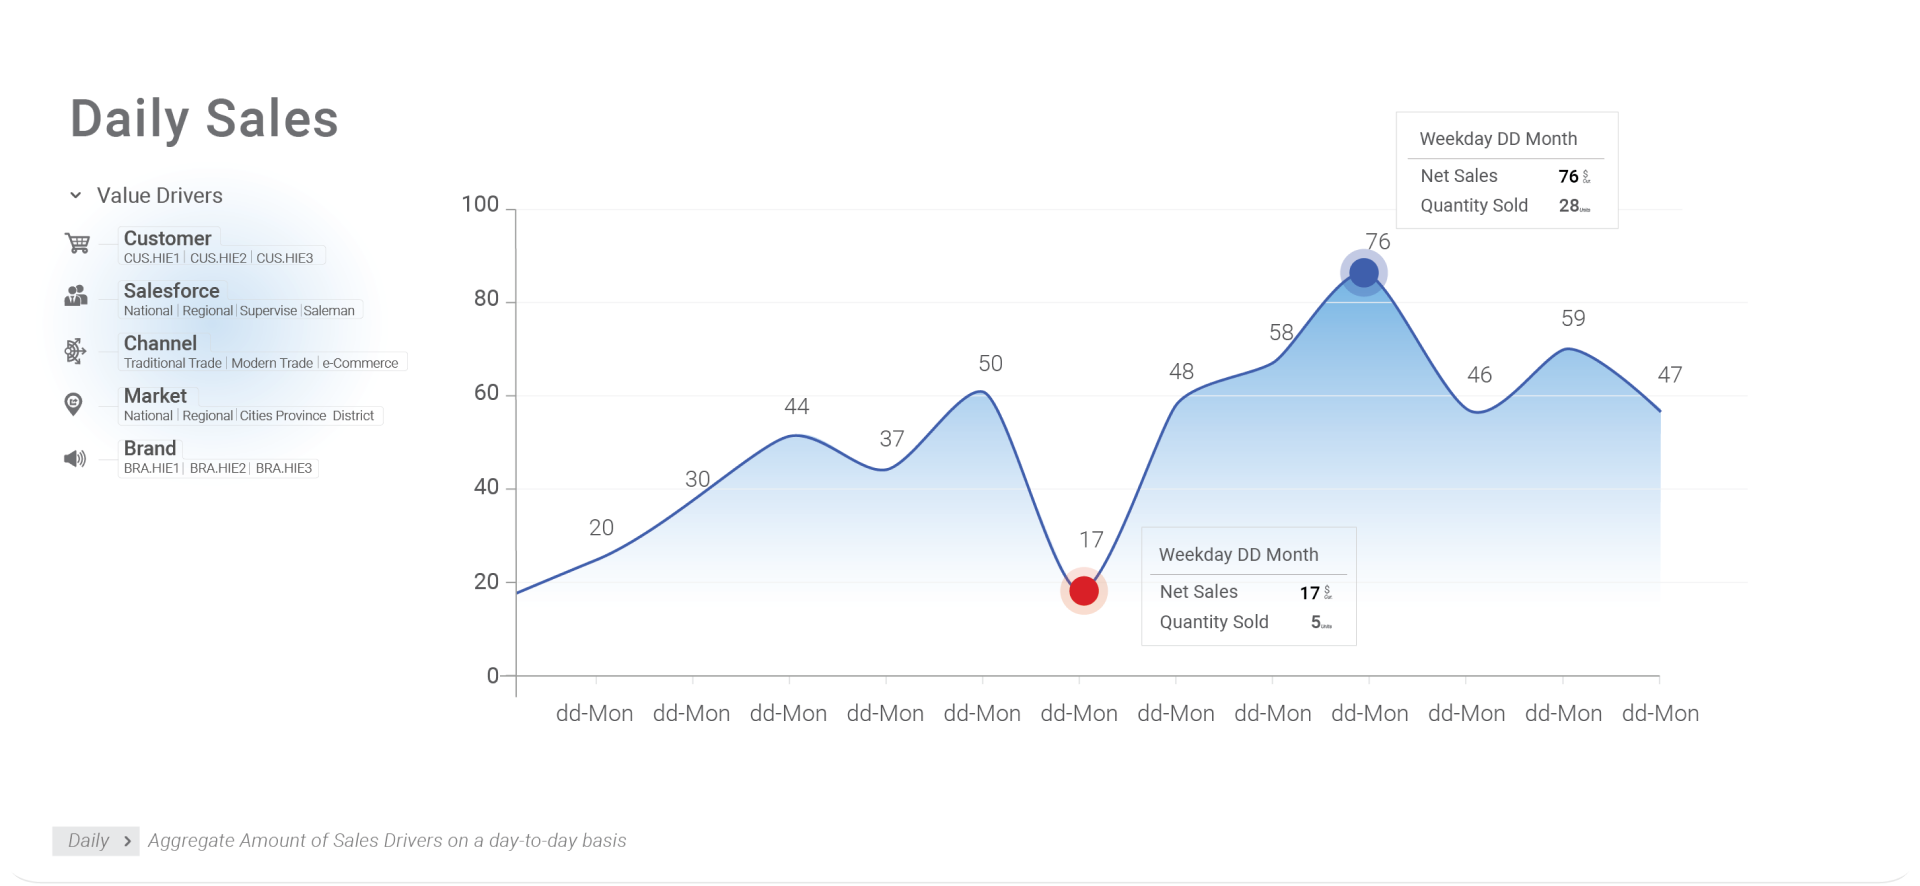 Daily Sales
Value Drivers
Customer
CUS.HIE1 | CUS.HIE2 | CUS.HIE3
Salesforce
National | Regional | Supervise | Saleman
Channel
Traditional Trade | Modern Trade | e-Commerce
Market
National | Regional | Cities Province District
Brand
BRA.HIE1 | BRA.HIE2 | BRA.HIE3
Weekday DD Month
Net Sales 76 $
Quantity Sold 28
100
80
60
40
20
0
20
30
44
37
50
17
48
58
76
46
59
47
Weekday DD Month
Net Sales 17 $
Quantity Sold 5
dd-Mon dd-Mon dd-Mon dd-Mon dd-Mon dd-Mon dd-Mon dd-Mon dd-Mon dd-Mon dd-Mon dd-Mon
Daily > Aggregate Amount of Sales Drivers on a day-to-day basis